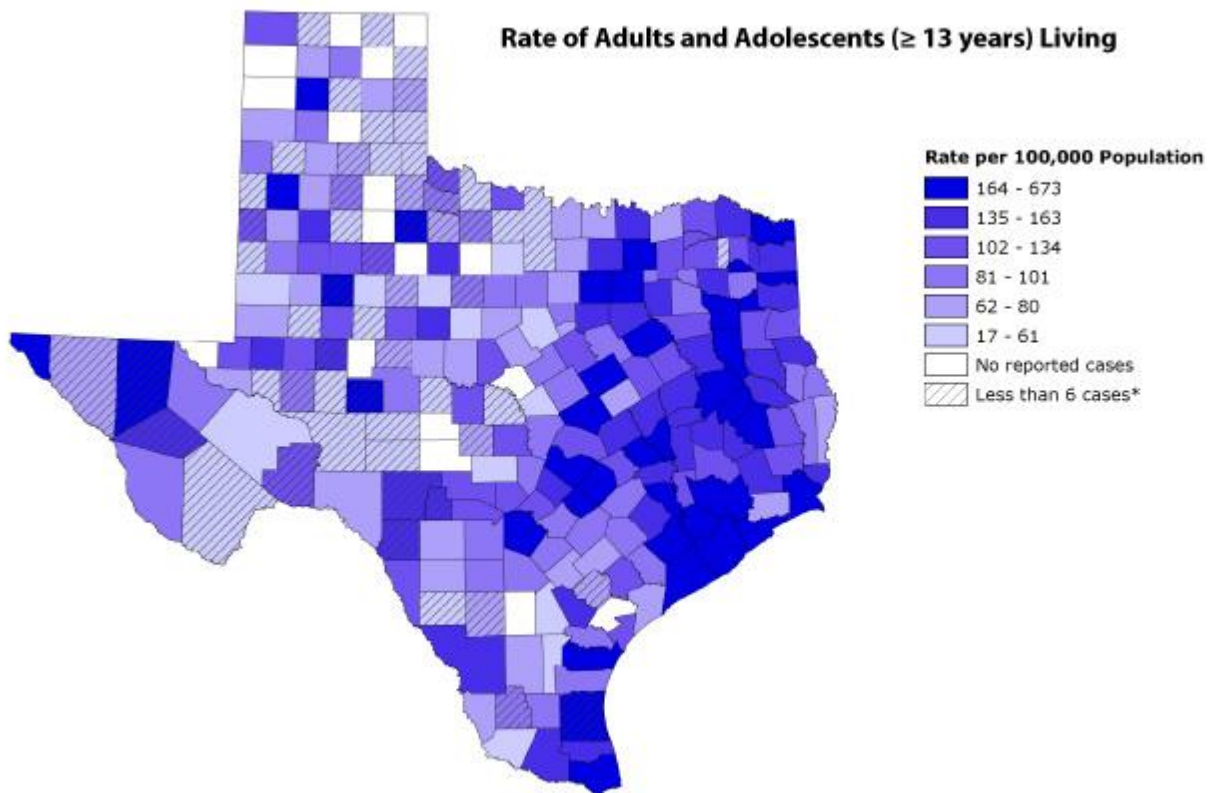 Rate of Adults and Adolescents (≥ 13 years) Living
Rate per 100,000 Population
164 - 673
135 - 163
102 - 134
81 - 101
62 - 80
17 - 61
No reported cases
Less than 6 cases*